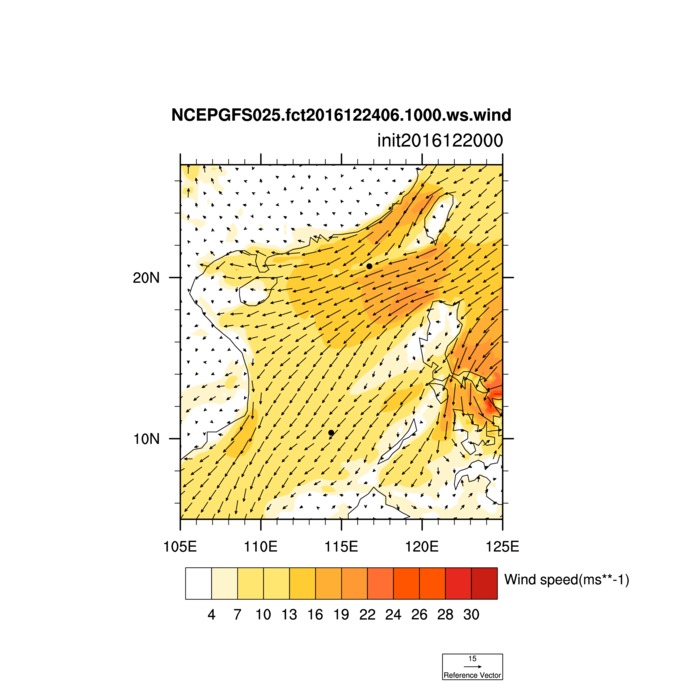 NCEPGFS025.fct2016122406.1000.ws.wind
init2016122000
20N
10N
105E 110E 115E 120E 125E
Wind speed(ms**-1)
4 7 10 13 16 19 22 24 26 28 30
15
Reference Vector